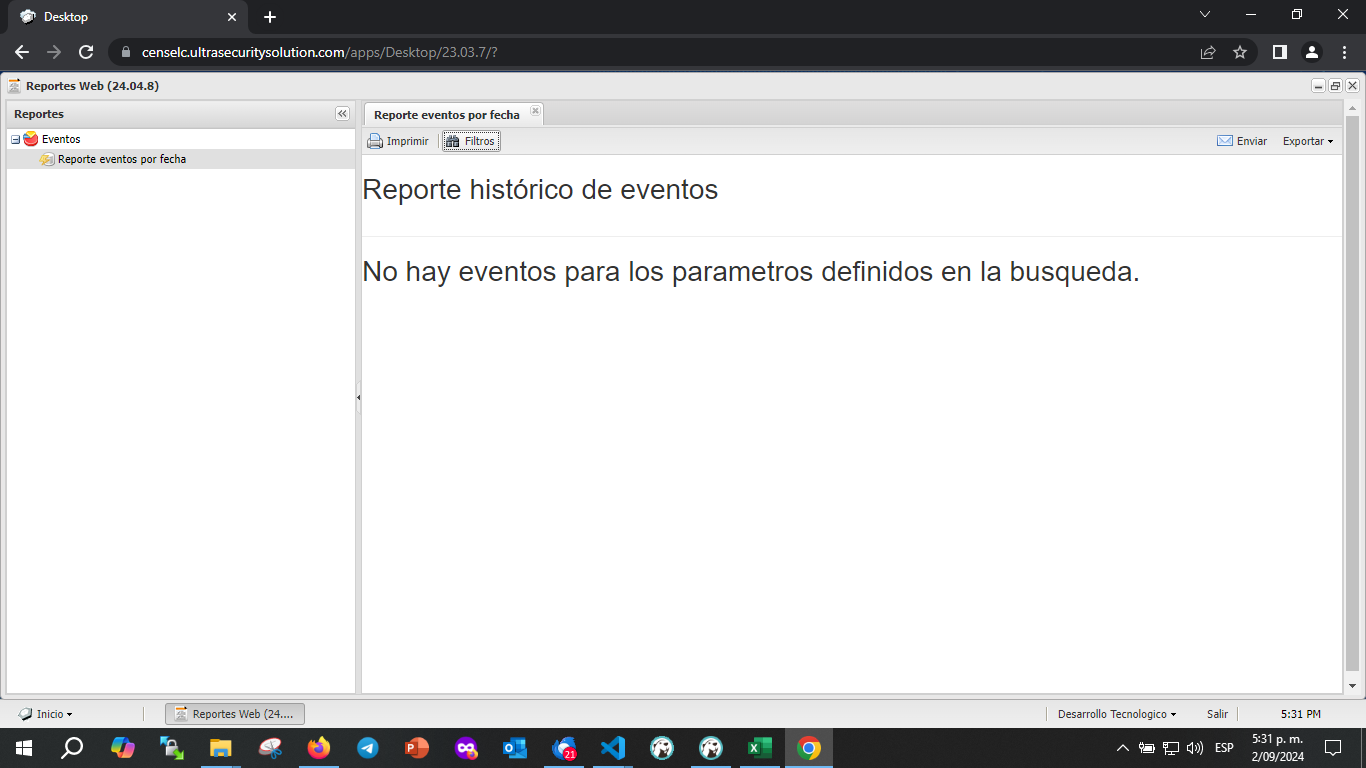 Desktop
censelc.ultrasecuritysolution.com/apps/Desktop/23.03.7/?
Reportes Web (24.04.8)
Reportes
Eventos
Reporte eventos por fecha
Reporte eventos por fecha
Imprimir Filtros Enviar Exportar
Reporte histórico de eventos
No hay eventos para los parametros definidos en la busqueda.
Inicio Reportes Web (24.... Desarrollo Tecnologico Salir 5:31 PM
21
ESP
5:31 p. m.
2/09/2024